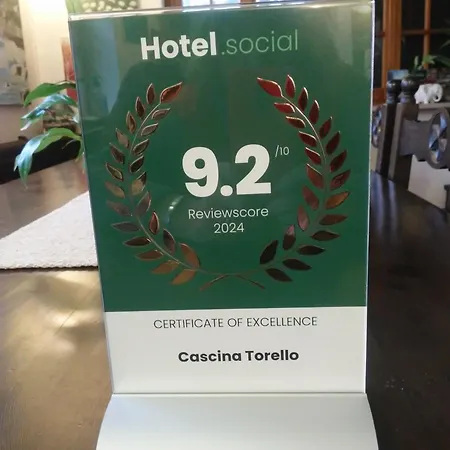 Hotel.social
9.2/10
Reviewscore
2024
CERTIFICATE OF EXCELLENCE
Cascina Torello